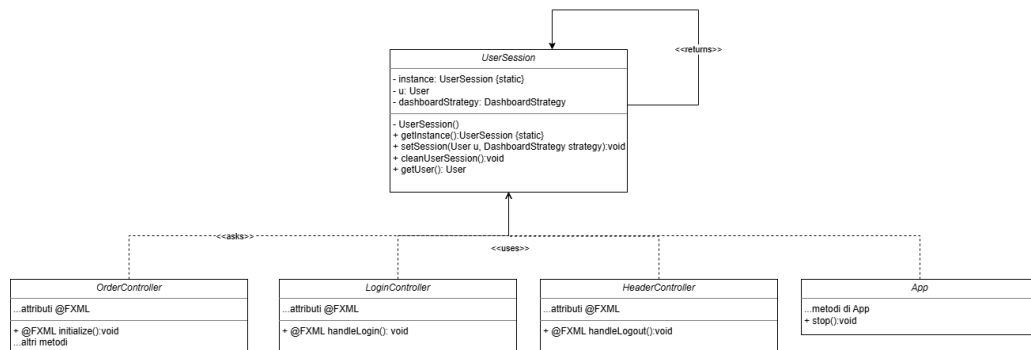 <<returns>>
UserSession
- instance: UserSession {static}
- u: User
- dashboardStrategy: DashboardStrategy
- UserSession()
+ getInstance():UserSession {static}
+ setSession(User u, DashboardStrategy strategy):void
+ cleanUserSession():void
+ getUser(): User
<<asks>>
<<uses>>
OrderController
...attributi @FXML
+ @FXML initialize():void
...altri metodi
LoginController
...attributi @FXML
+ @FXML handleLogin(): void
HeaderController
...attributi @FXML
+ @FXML handleLogout():void
App
...metodi di App
+ stop():void